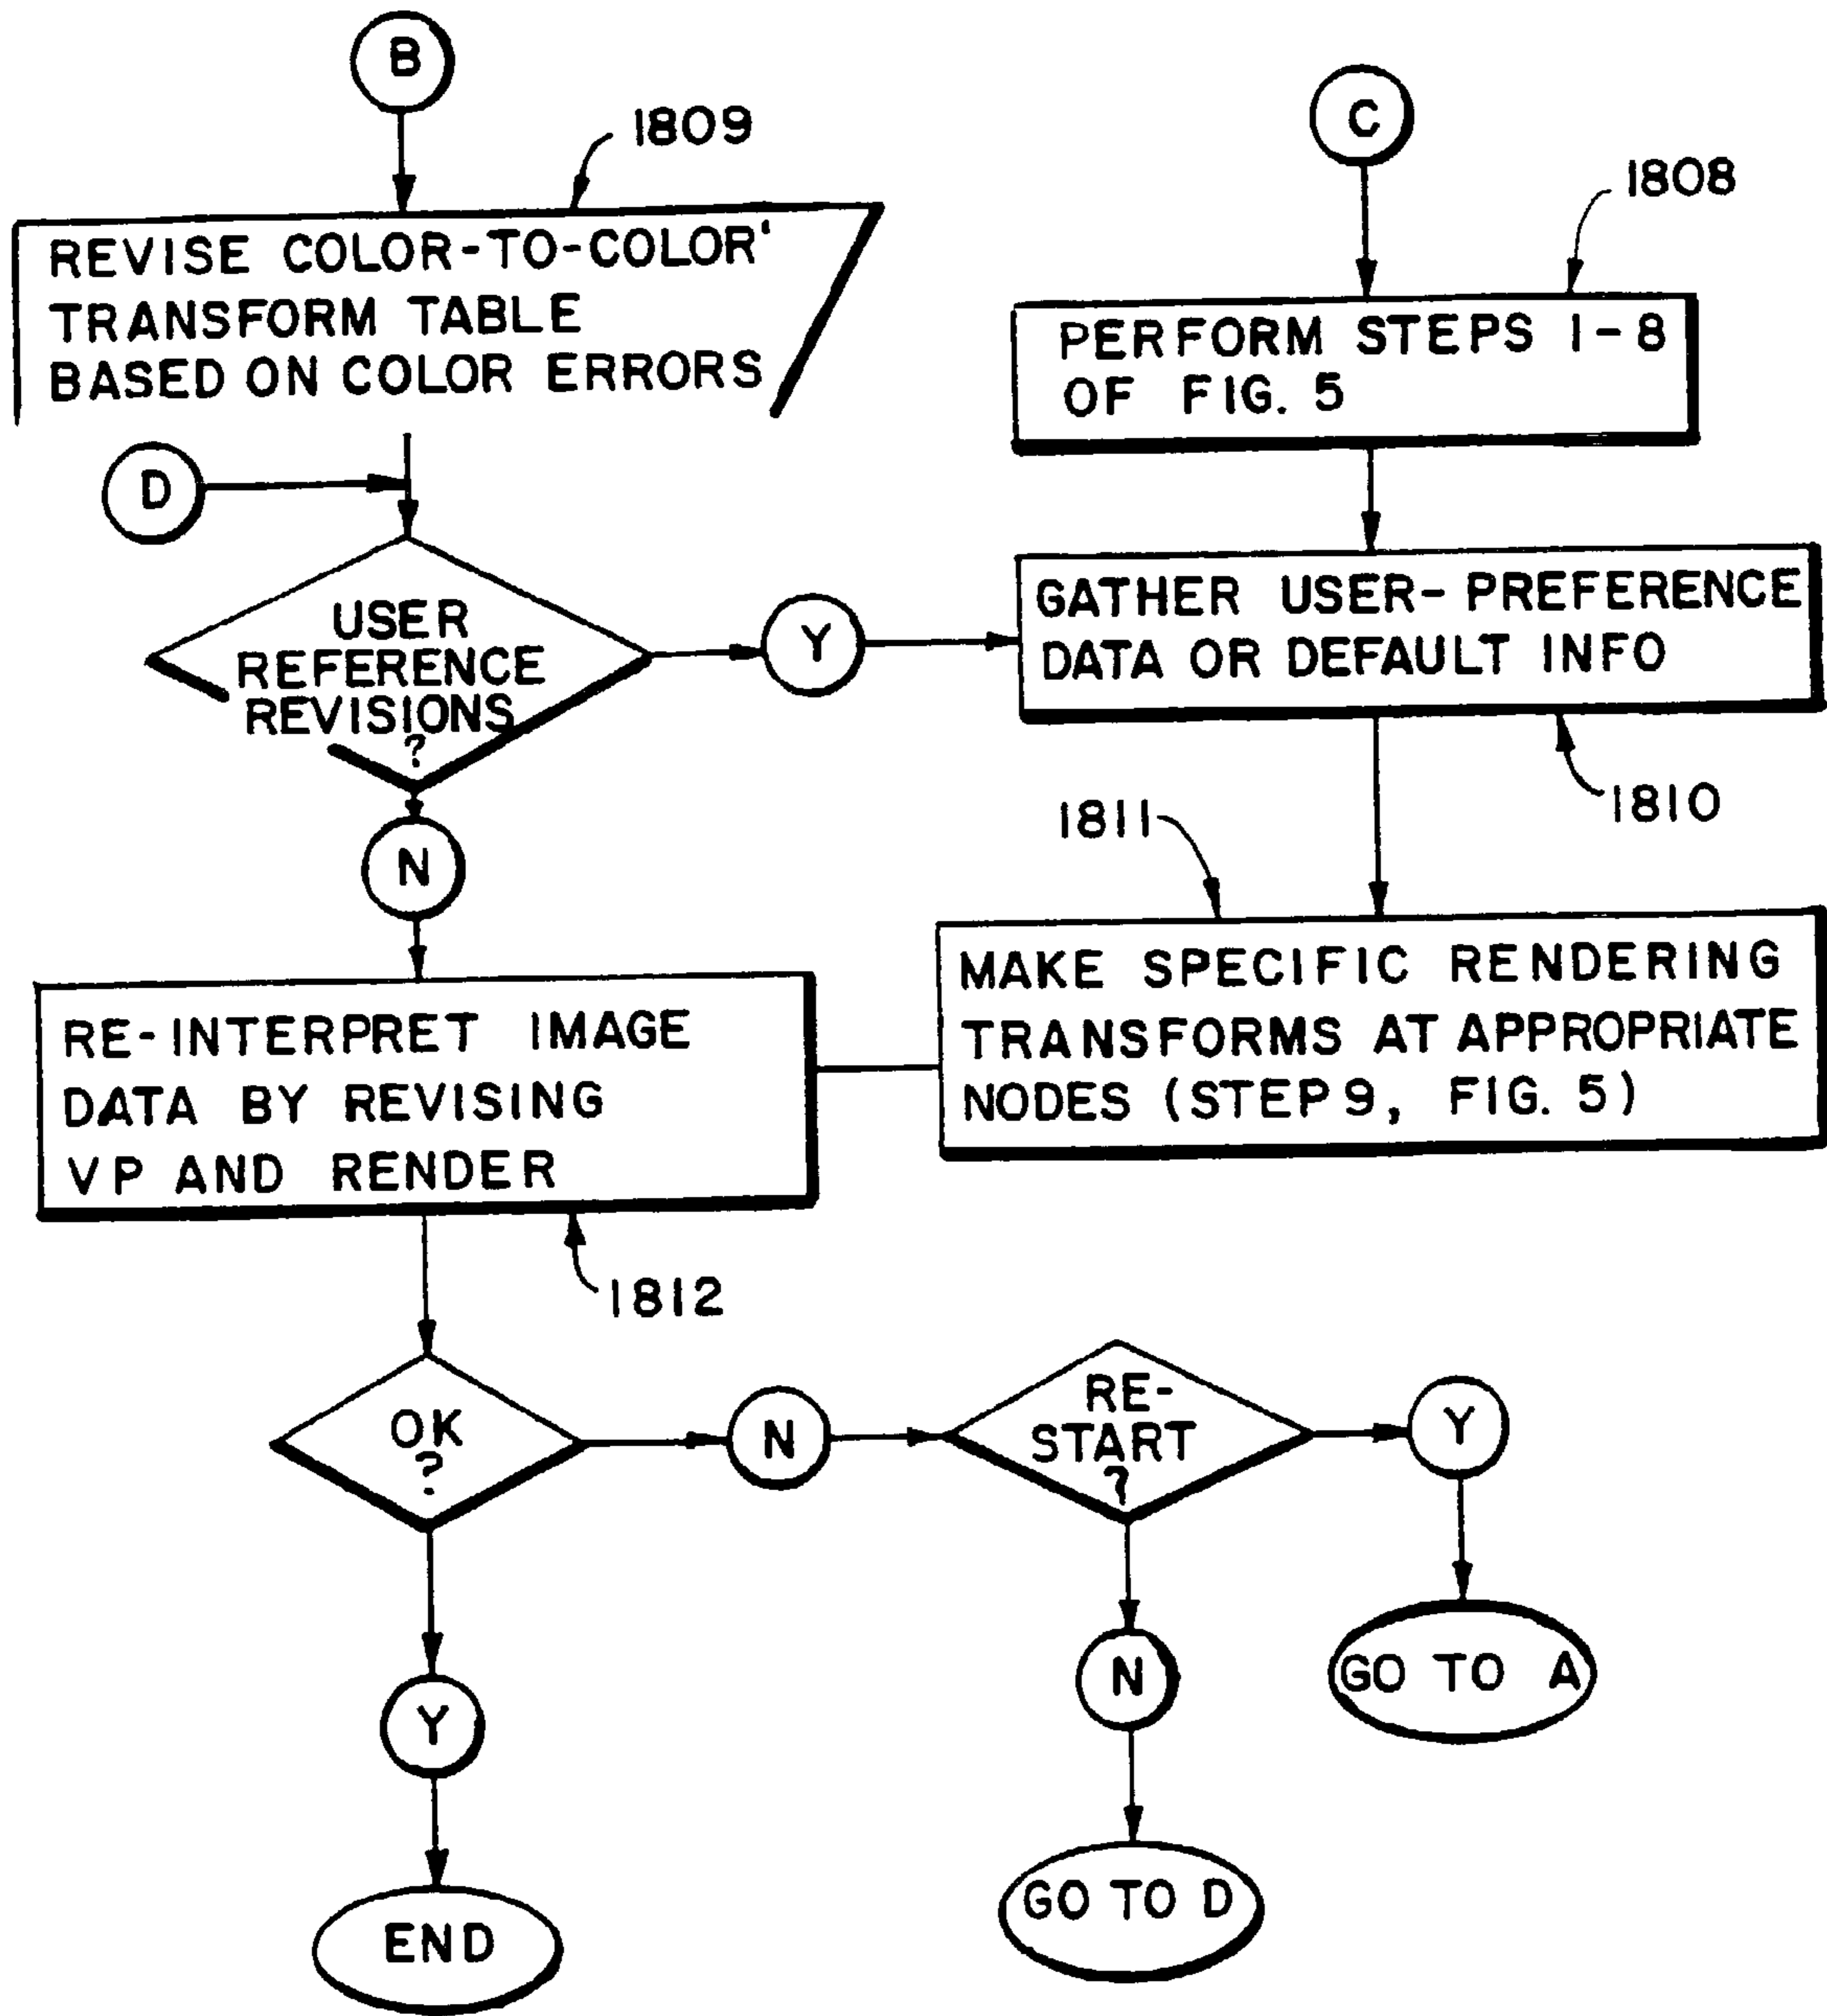 B
1809
REVISE COLOR-TO-COLOR'
TRANSFORM TABLE
BASED ON COLOR ERRORS
C
1808
PERFORM STEPS 1-8
OF FIG. 5
D
USER
REFERENCE
REVISIONS
?
Y
GATHER USER-PREFERENCE
DATA OR DEFAULT INFO
1810
N
1811
MAKE SPECIFIC RENDERING
TRANSFORMS AT APPROPRIATE
NODES (STEP 9, FIG. 5)
RE-INTERPRET IMAGE
DATA BY REVISING
VP AND RENDER
1812
OK
?
N
RE-
START
?
Y
GO TO A
N
GO TO D
Y
END